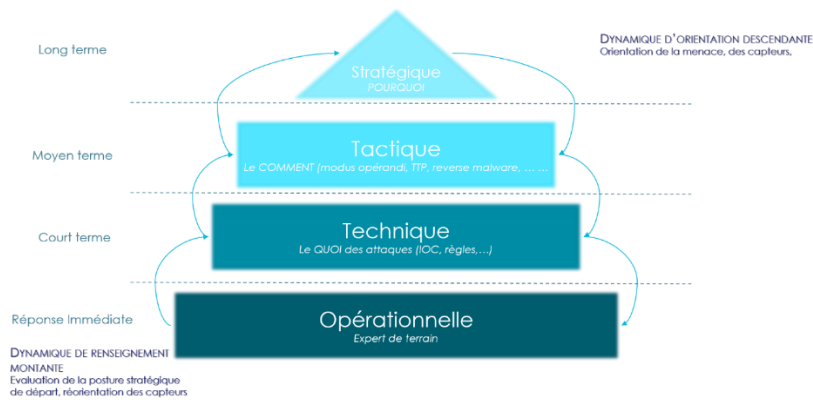 Long terme
Stratégique
POURQUOI
DYNAMIQUE D'ORIENTATION DESCENDANTE
Orientation de la menace, des capteurs,
Moyen terme
Tactique
Le COMMENT (modus opérandi, TTP, reverse malware, ... ...
Court terme
Technique
Le QUOI des attaques (IOC, règles,...)
Réponse Immédiate
Opérationnelle
Expert de terrain
DYNAMIQUE DE RENSEIGNEMENT
MONTANTE
Evaluation de la posture stratégique
de départ, réorientation des capteurs